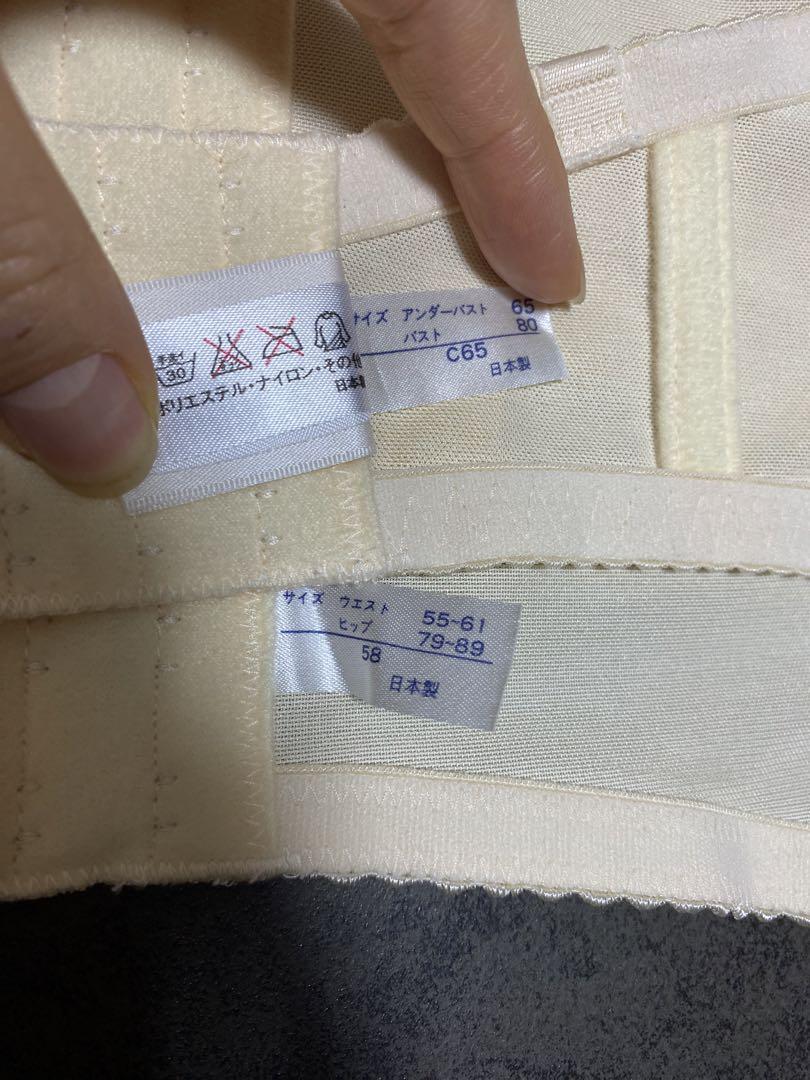 手洗イ
30
ポリエステル・ナイロン・その他
日本製
サイズ アンダーバスト 65
バスト 80
C65
日本製
サイズ ウエスト 55~61
ヒップ 79~89
58
日本製